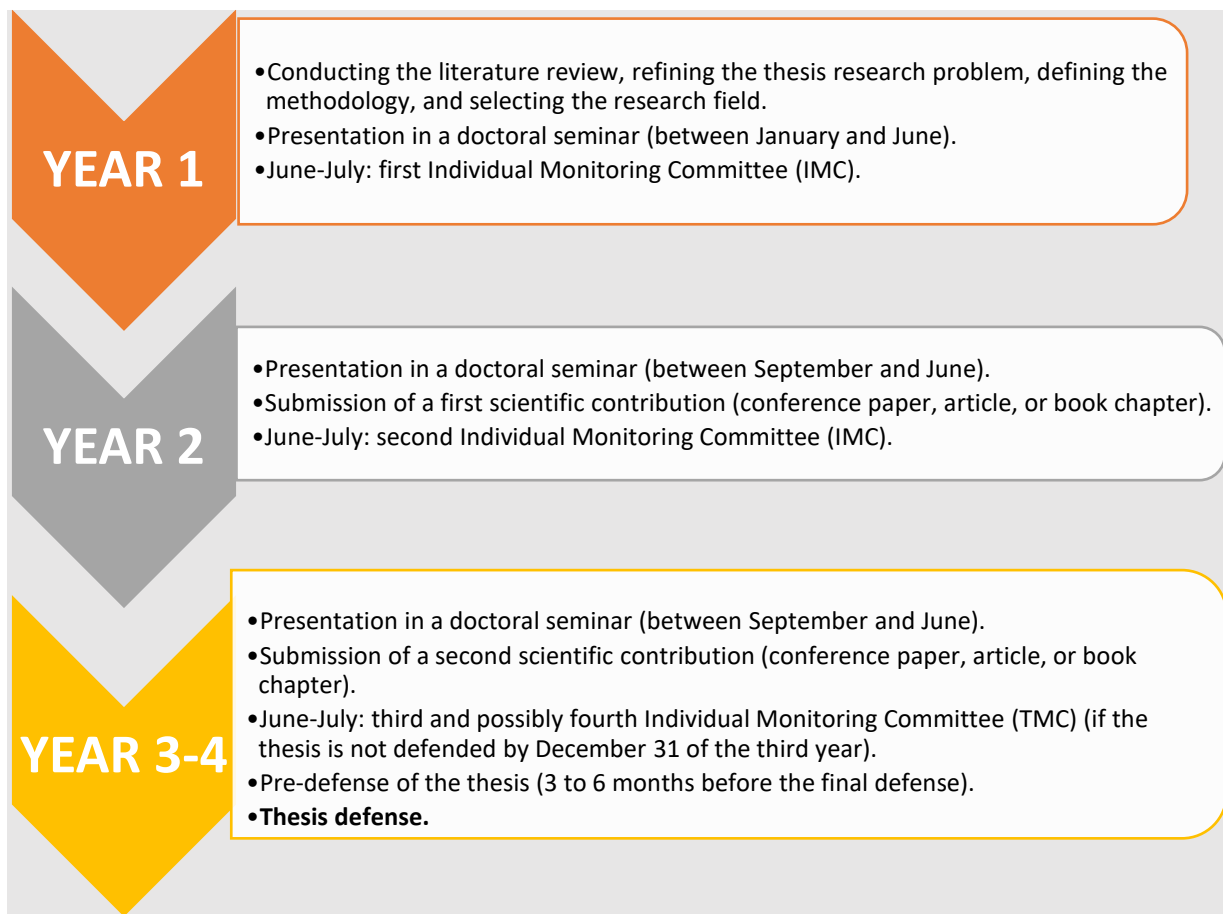 YEAR 1
•Conducting the literature review, refining the thesis research problem, defining the
methodology, and selecting the research field.
•Presentation in a doctoral seminar (between January and June).
•June-July: first Individual Monitoring Committee (IMC).
YEAR 2
•Presentation in a doctoral seminar (between September and June).
•Submission of a first scientific contribution (conference paper, article, or book chapter).
•June-July: second Individual Monitoring Committee (IMC).
YEAR 3-4
•Presentation in a doctoral seminar (between September and June).
•Submission of a second scientific contribution (conference paper, article, or book
chapter).
•June-July: third and possibly fourth Individual Monitoring Committee (TMC) (if the
thesis is not defended by December 31 of the third year).
•Pre-defense of the thesis (3 to 6 months before the final defense).
•Thesis defense.